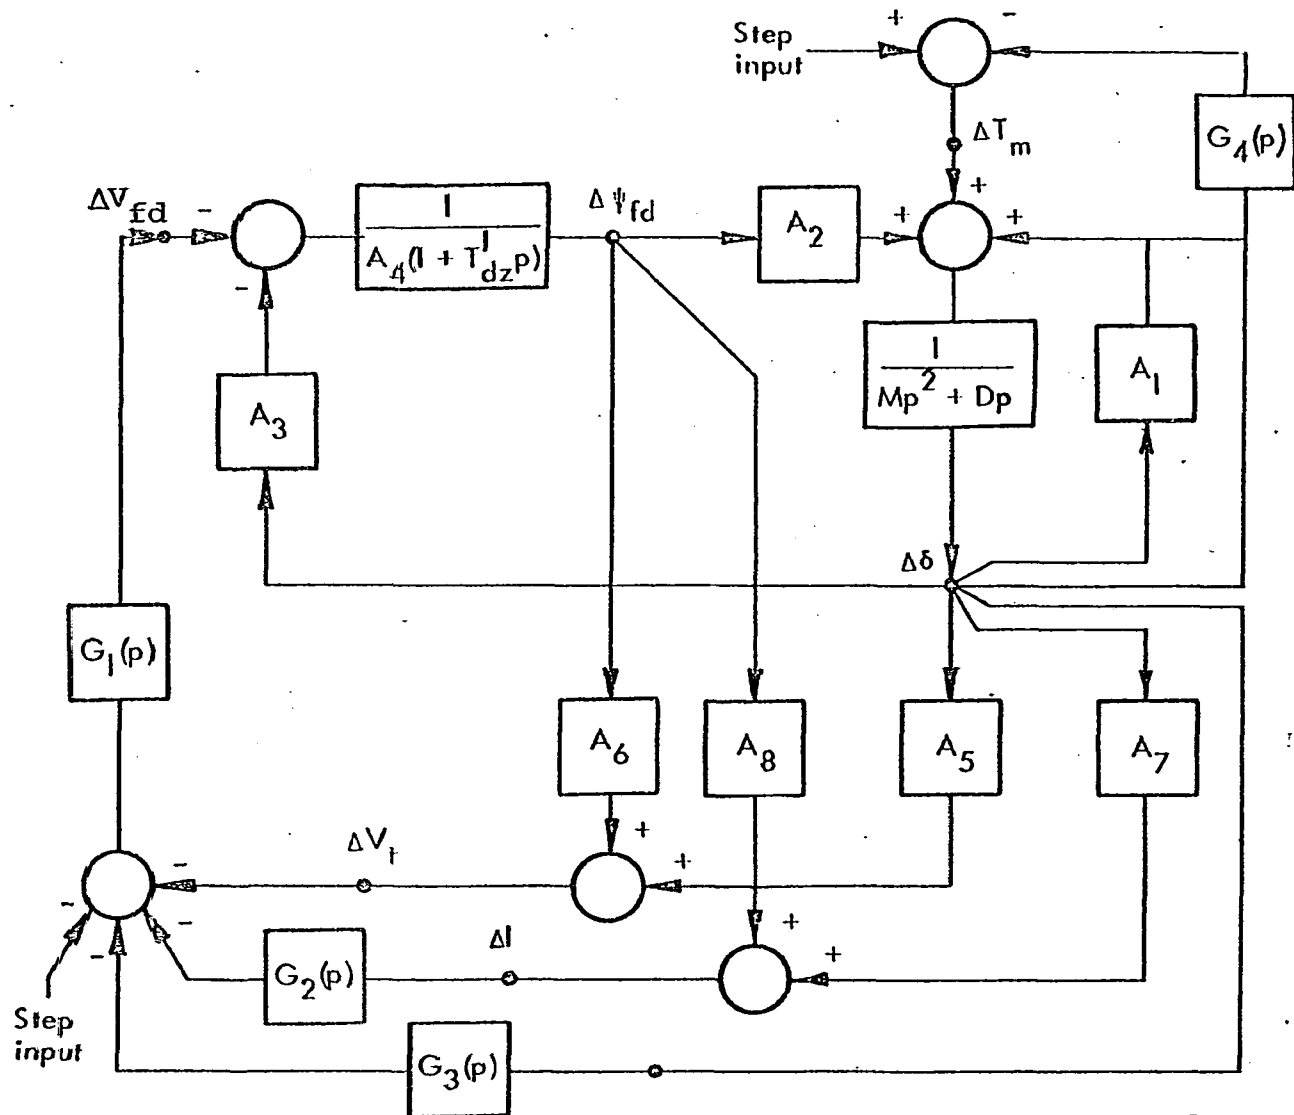 + -
Step
input
+ -
ΔT_m
G_4(p)
ΔV_fd
- 
-
1
A_4(1 + T^1_dz p)
Δψ_fd
A_2
+
+
+
A_3
1
Mp^2 + Dp
A_1
Δδ
G_1(p)
A_6
A_8
A_5
A_7
ΔV_t
+
+
-
-
-
-
ΔI
+
+
G_2(p)
Step
input
G_3(p)